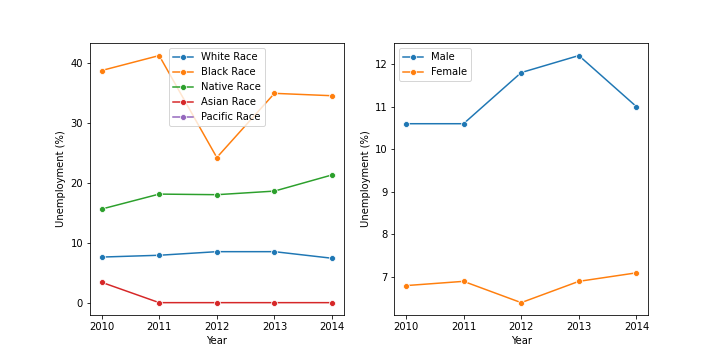 White Race
Black Race
Native Race
Asian Race
Pacific Race
Unemployment (%)
40
30
20
10
0
2010 2011 2012 2013 2014
Year
Male
Female
Unemployment (%)
12
11
10
9
8
7
2010 2011 2012 2013 2014
Year